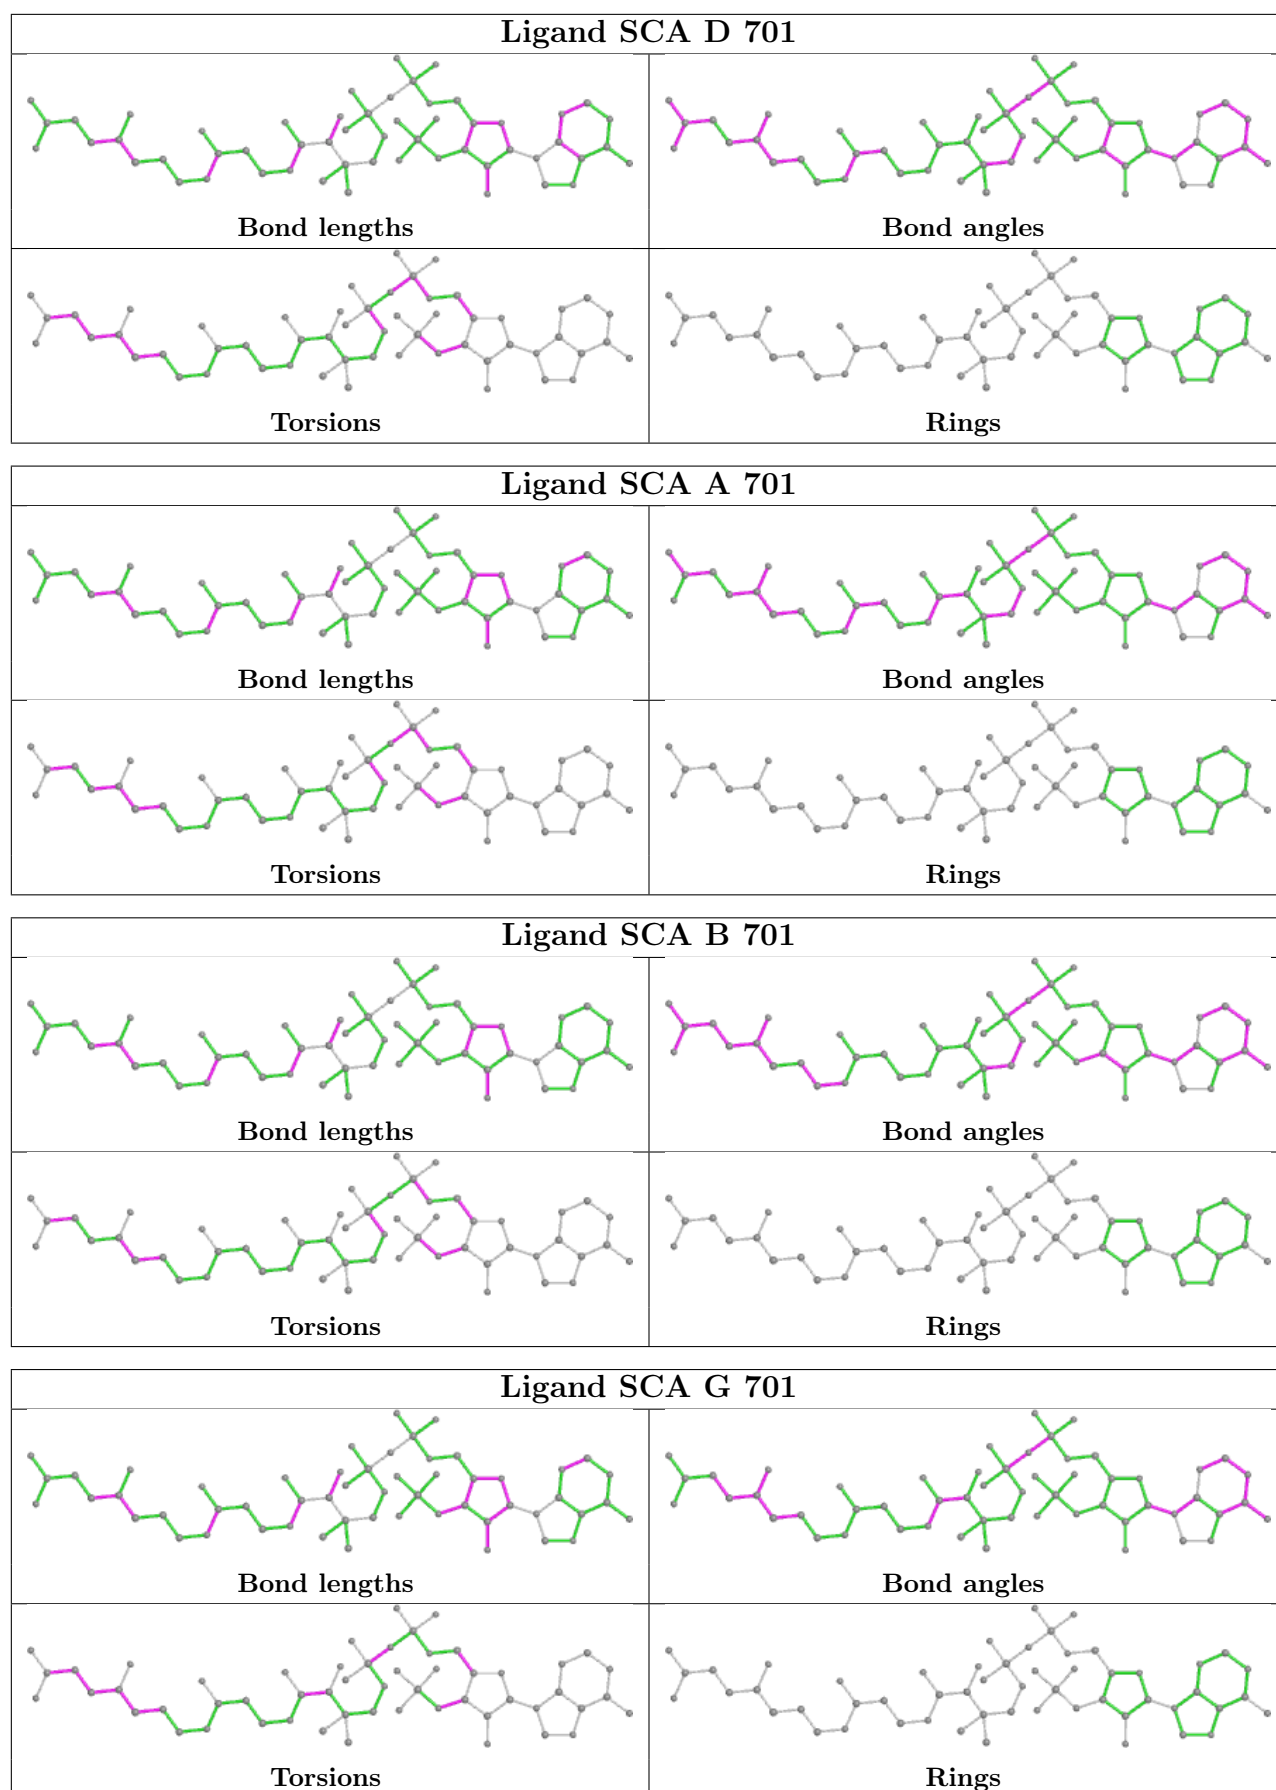 Ligand SCA D 701
Bond lengths
Bond angles
Torsions
Rings
Ligand SCA A 701
Bond lengths
Bond angles
Torsions
Rings
Ligand SCA B 701
Bond lengths
Bond angles
Torsions
Rings
Ligand SCA G 701
Bond lengths
Bond angles
Torsions
Rings